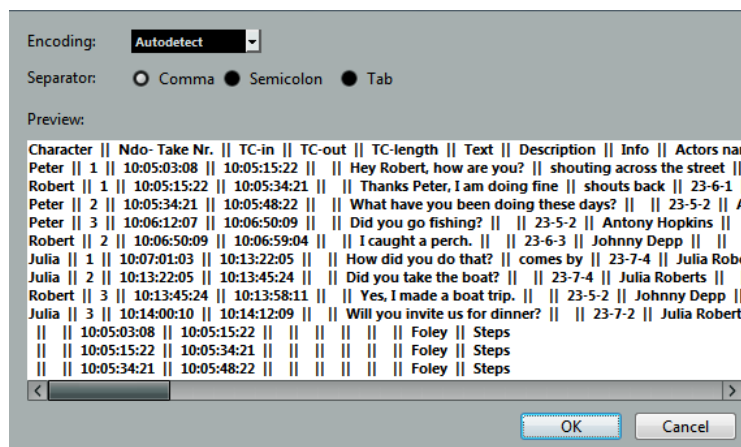 Encoding: Autodetect
Separator: Comma Semicolon Tab
Preview:
Character || Ndo- Take Nr. || TC-in || TC-out || TC-length || Text || Description || Info || Actors
Peter || 1 || 10:05:03:08 || 10:05:15:22 || || Hey Robert, how are you? || shouting across the street ||
Robert || 1 || 10:05:15:22 || 10:05:34:21 || || Thanks Peter, I am doing fine || shouts back || 23-6-1
Peter || 2 || 10:05:34:21 || 10:05:48:22 || || What have you been doing these days? || || 23-5-2 ||
Peter || 3 || 10:06:12:07 || 10:06:50:09 || || Did you go fishing? || || 23-5-2 || Antony Hopkins || ||
Robert || 2 || 10:06:50:09 || 10:06:59:04 || || I caught a perch. || || 23-6-3 || Johnny Depp || ||
Julia || 1 || 10:07:01:03 || 10:13:22:05 || || How did you do that? || comes by || 23-7-4 || Julia
Julia || 2 || 10:13:22:05 || 10:13:45:24 || || Did you take the boat? || || 23-7-4 || Julia Roberts ||
Robert || 3 || 10:13:45:24 || 10:13:58:11 || || Yes, I made a boat trip. || || 23-5-2 || Johnny Depp ||
Julia || 3 || 10:14:00:10 || 10:14:12:09 || || Will you invite us for dinner? || || 23-7-2 || Julia
|| || 10:05:03:08 || 10:05:15:22 || || || || || || Foley || Steps
|| || 10:05:15:22 || 10:05:34:21 || || || || || || Foley || Steps
|| || 10:05:34:21 || 10:05:48:22 || || || || || || Foley || Steps
OK Cancel